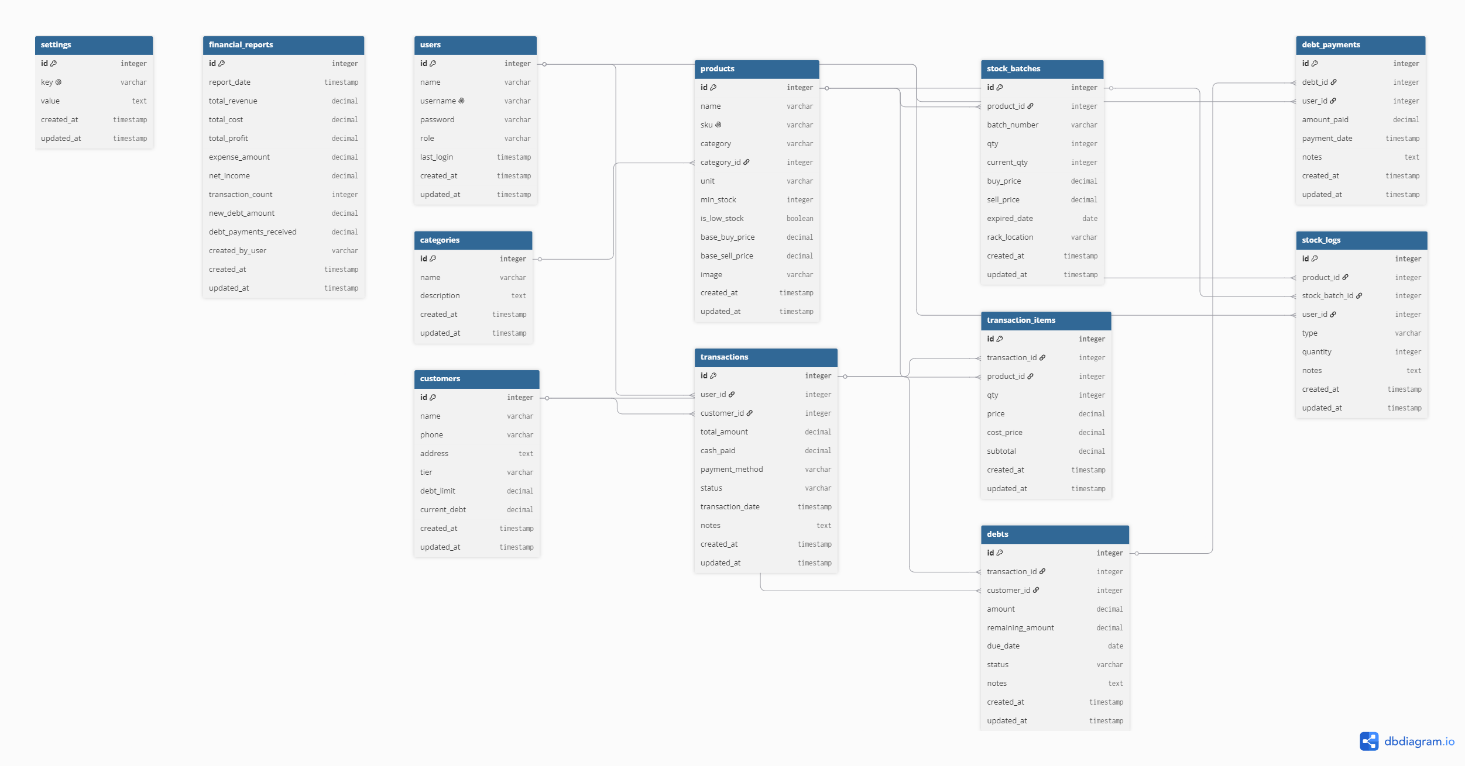 settings
id integer
key varchar
value text
created_at timestamp
updated_at timestamp
financial_reports
id integer
report_date timestamp
total_revenue decimal
total_cost decimal
total_profit decimal
expense_amount decimal
net_income decimal
transaction_count integer
new_debt_amount decimal
debt_payments_received decimal
created_by_user varchar
created_at timestamp
updated_at timestamp
users
id integer
name varchar
username varchar
password varchar
role varchar
last_login timestamp
created_at timestamp
updated_at timestamp
categories
id integer
name varchar
description text
created_at timestamp
updated_at timestamp
customers
id integer
name varchar
phone varchar
address text
tier varchar
debt_limit decimal
current_debt decimal
created_at timestamp
updated_at timestamp
products
id integer
name varchar
sku varchar
category varchar
category_id integer
unit varchar
min_stock integer
is_low_stock boolean
base_buy_price decimal
base_sell_price decimal
image varchar
created_at timestamp
updated_at timestamp
transactions
id integer
user_id integer
customer_id integer
total_amount decimal
cash_paid decimal
payment_method varchar
status varchar
transaction_date timestamp
notes text
created_at timestamp
updated_at timestamp
stock_batches
id integer
product_id integer
batch_number varchar
qty integer
current_qty integer
buy_price decimal
sell_price decimal
expired_date date
rack_location varchar
created_at timestamp
updated_at timestamp
transaction_items
id integer
transaction_id integer
product_id integer
qty integer
price decimal
cost_price decimal
subtotal decimal
created_at timestamp
updated_at timestamp
debts
id integer
transaction_id integer
customer_id integer
amount decimal
remaining_amount decimal
due_date date
status varchar
notes text
created_at timestamp
updated_at timestamp
debt_payments
id integer
debt_id integer
user_id integer
amount_paid decimal
payment_date timestamp
notes text
created_at timestamp
updated_at timestamp
stock_logs
id integer
product_id integer
stock_batch_id integer
user_id integer
type varchar
quantity integer
notes text
created_at timestamp
updated_at timestamp
dbdiagram.io